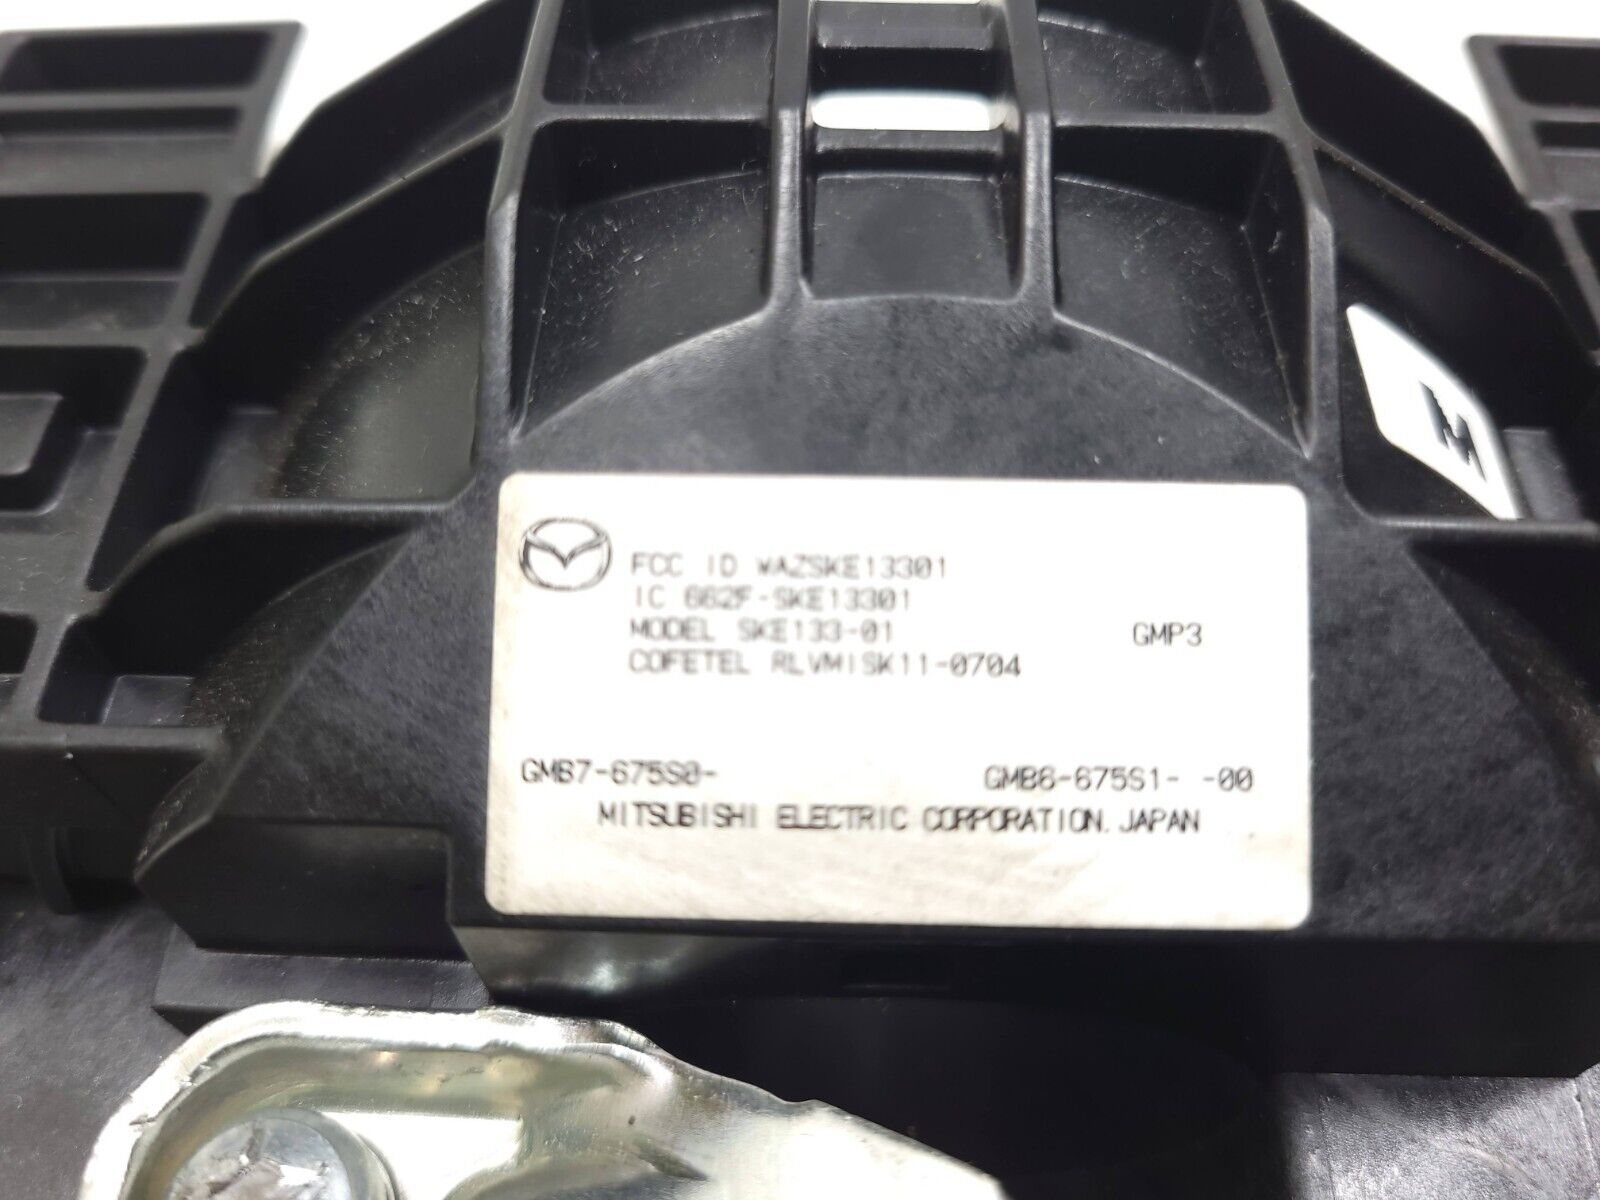 FCC ID WAZSKE13301
IC 662F-SKE13301
MODEL SKE133-01
COFETEL RLVMISK11-0704
GMP3
GMB7-675S0-
GMB6-675S1- -00
MITSUBISHI ELECTRIC CORPORATION. JAPAN
M